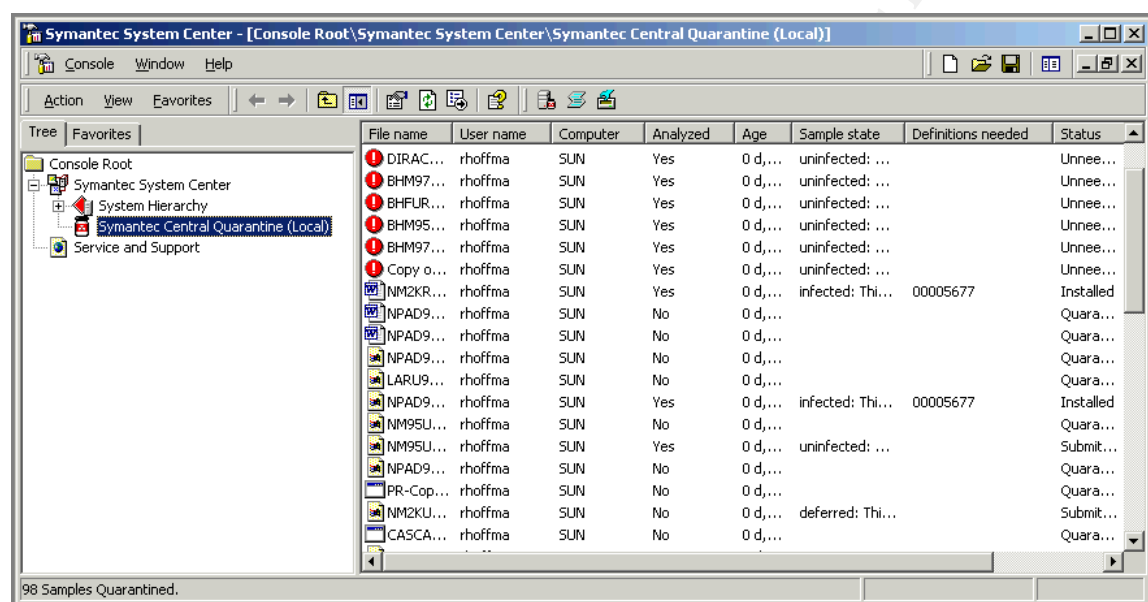 Symantec System Center - [Console Root\Symantec System Center\Symantec Central Quarantine (Local)]
Console Window Help
Action View Favorites
Tree Favorites
File name User name Computer Analyzed Age Sample state Definitions needed Status
Console Root
Symantec System Center
System Hierarchy
Symantec Central Quarantine (Local)
Service and Support
DIRAC... rhoffma SUN Yes 0 d,... uninfected: ... Unnee...
BHM97... rhoffma SUN Yes 0 d,... uninfected: ... Unnee...
BHFUR... rhoffma SUN Yes 0 d,... uninfected: ... Unnee...
BHM95... rhoffma SUN Yes 0 d,... uninfected: ... Unnee...
BHM97... rhoffma SUN Yes 0 d,... uninfected: ... Unnee...
Copy o... rhoffma SUN Yes 0 d,... uninfected: ... Unnee...
NM2KR... rhoffma SUN Yes 0 d,... infected: Thi... 00005677 Installed
NPAD9... rhoffma SUN No 0 d,... Quara...
NPAD9... rhoffma SUN No 0 d,... Quara...
NPAD9... rhoffma SUN No 0 d,... Quara...
LARU9... rhoffma SUN No 0 d,... Quara...
NPAD9... rhoffma SUN Yes 0 d,... infected: Thi... 00005677 Installed
NM95U... rhoffma SUN No 0 d,... Quara...
NM95U... rhoffma SUN Yes 0 d,... uninfected: ... Submit...
NPAD9... rhoffma SUN No 0 d,... Quara...
PR-Cop... rhoffma SUN No 0 d,... Quara...
NM2KU... rhoffma SUN No 0 d,... deferred: Thi... Submit...
CASCA... rhoffma SUN No 0 d,... Quara...
98 Samples Quarantined.